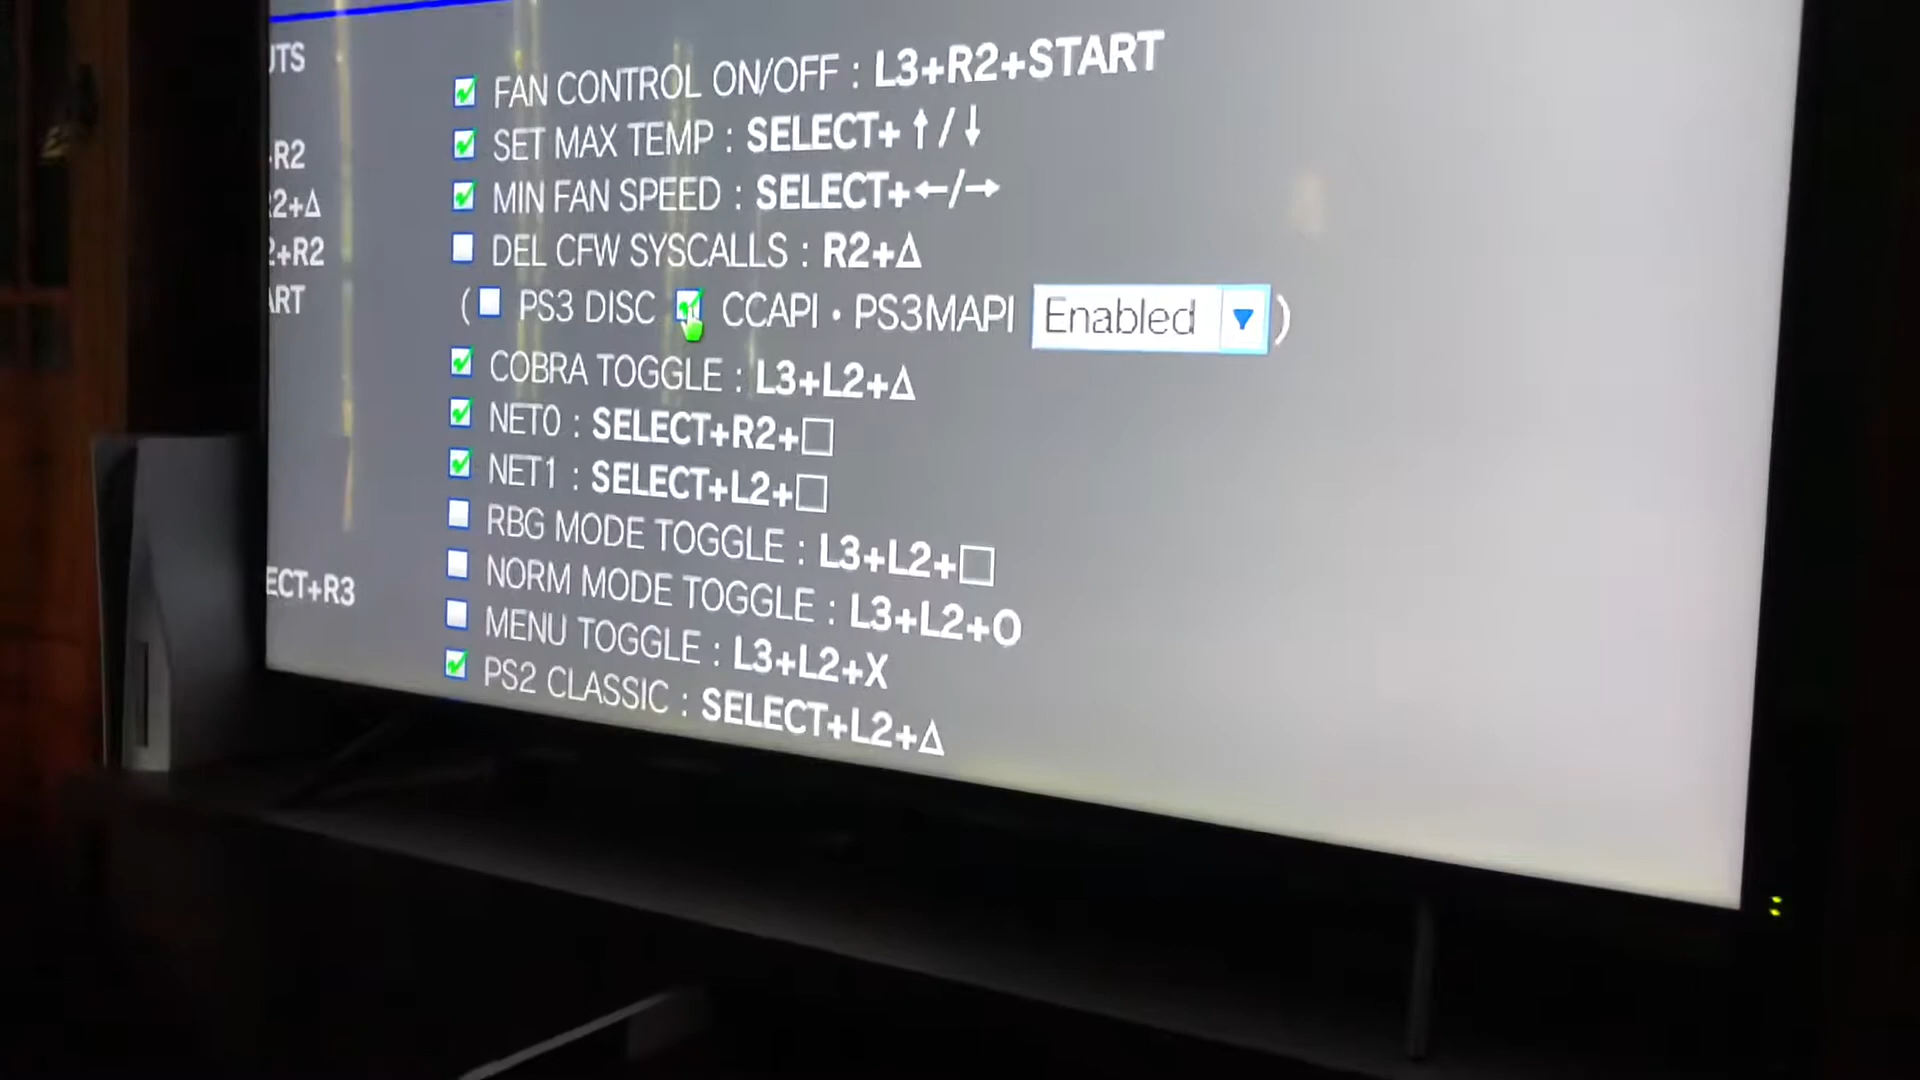 UTS
FAN CONTROL ON/OFF : L3+R2+START
SET MAX TEMP : SELECT+↑/↓
+R2
MIN FAN SPEED : SELECT+←/→
R2+Δ
DEL CFW SYSCALLS : R2+Δ
2+R2
( PS3 DISC CCAPI • PS3MAPI Enabled )
ART
COBRA TOGGLE : L3+L2+Δ
NET0 : SELECT+R2+□
NET1 : SELECT+L2+□
RBG MODE TOGGLE : L3+L2+□
NORM MODE TOGGLE : L3+L2+O
ECT+R3
MENU TOGGLE : L3+L2+X
PS2 CLASSIC : SELECT+L2+Δ